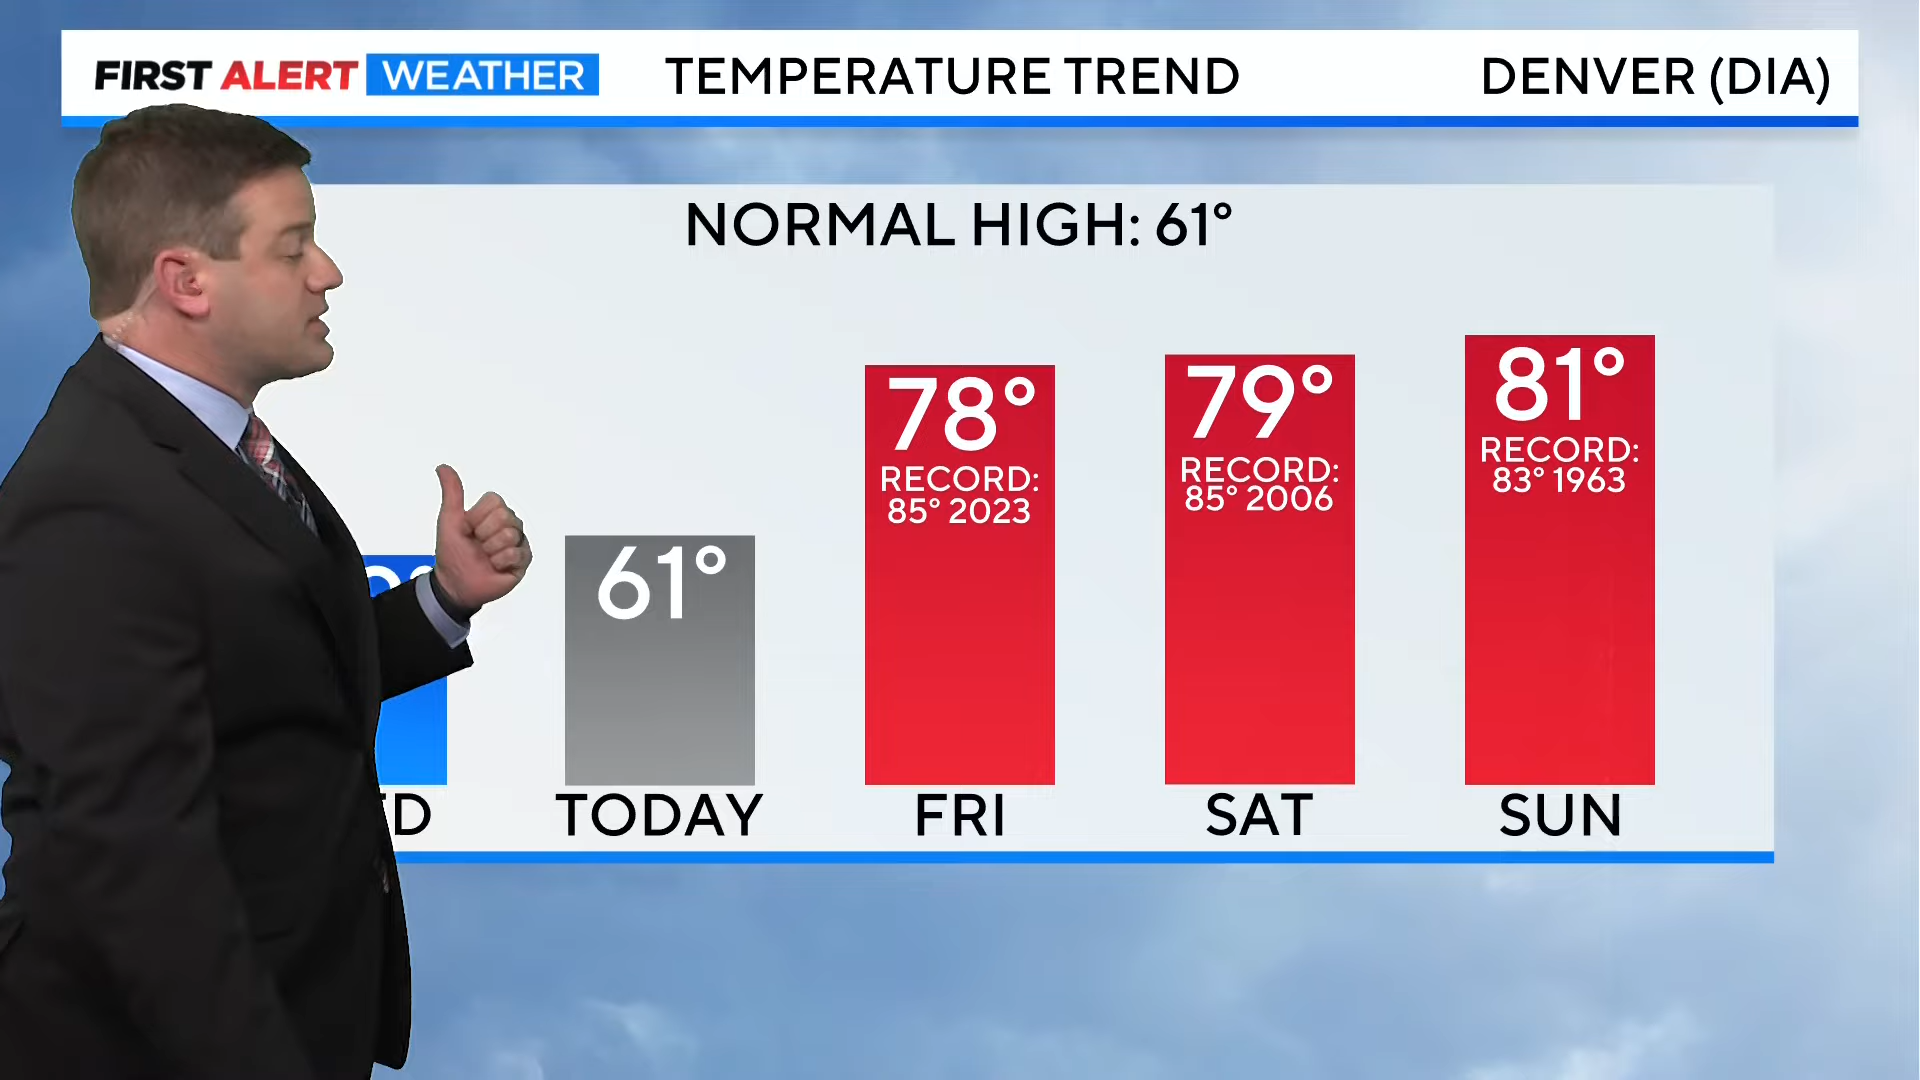 FIRST ALERT WEATHER
TEMPERATURE TREND
DENVER (DIA)
NORMAL HIGH: 61°
61°
78°
RECORD:
85° 2023
79°
RECORD:
85° 2006
81°
RECORD:
83° 1963
TODAY
FRI
SAT
SUN